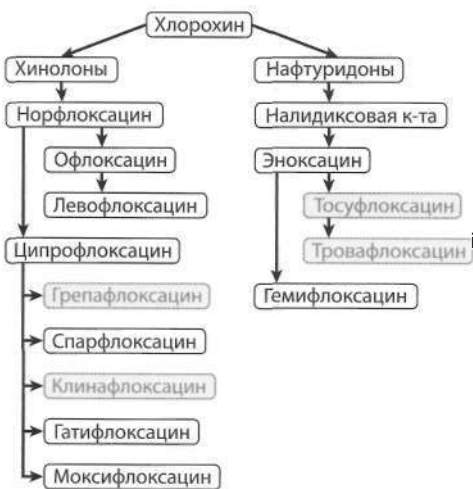 Хлорохин
Хинолоны
Нафтуридоны
Норфлоксацин
Налидиксовая к-та
Офлоксацин
Эноксацин
Левофлоксацин
Тосуфлоксацин
Ципрофлоксацин
Тровафлоксацин
i
Грепафлоксацин
Гемифлоксацин
Спарфлоксацин
Клинафлоксацин
Гатифлоксацин
Моксифлоксацин